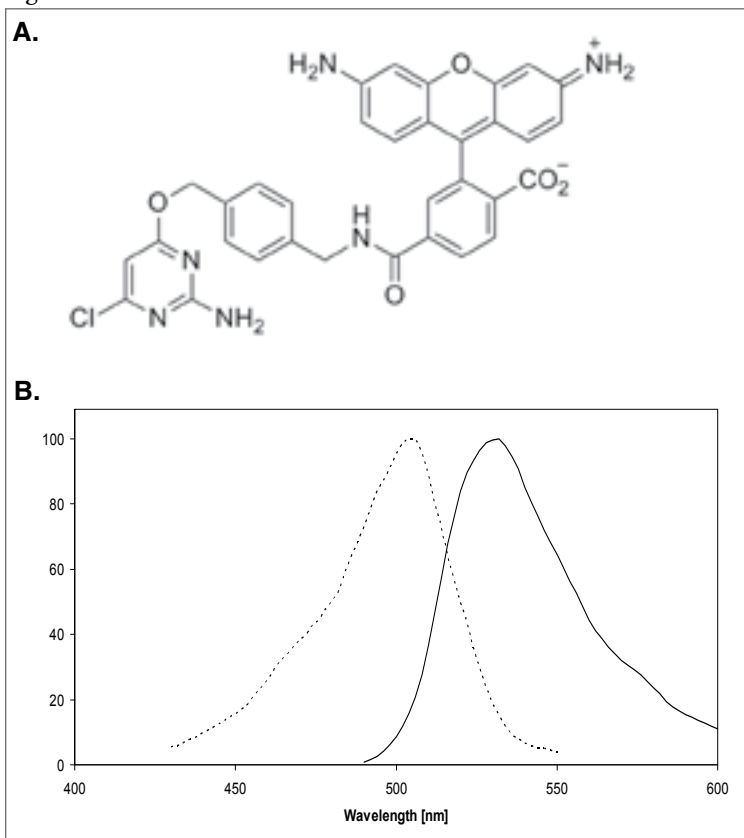 A.
H₂N
O
+
NH₂
CO₂⁻
O
H
N
N
O
Cl
N
NH₂
B.
100
80
60
40
20
0
400
450
500
550
600
Wavelength [nm]